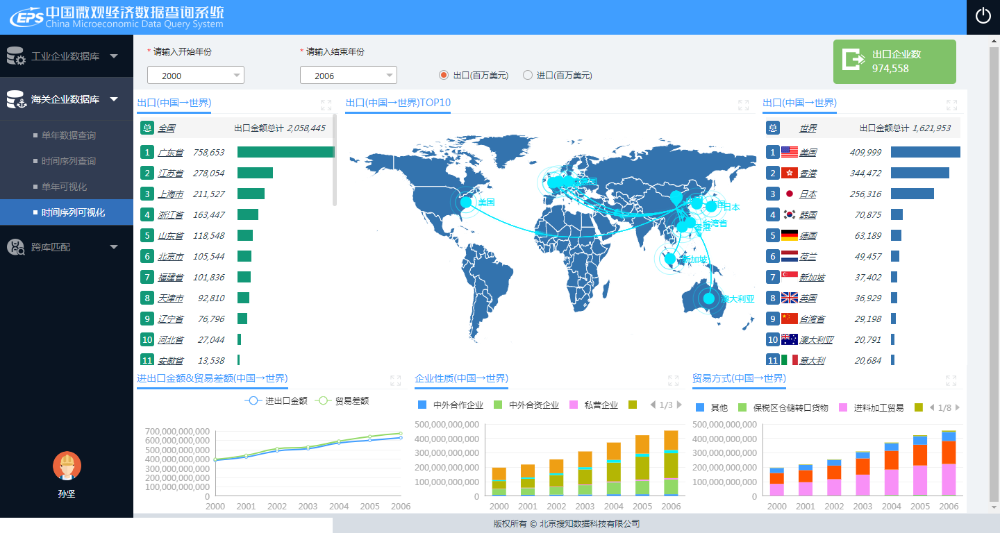 EPS 中国微观经济数据查询系统
China Microeconomic Data Query System
工业企业数据库
海关企业数据库
单年数据查询
时间序列查询
单年可视化
时间序列可视化
跨库匹配
孙坚
* 请输入开始年份
2000
* 请输入结束年份
2006
出口(百万美元) 进口(百万美元)
出口企业数
974,558
出口(中国→世界)
总 全国 出口金额总计 2,058,445
1 广东省 758,653
2 江苏省 278,054
3 上海市 211,527
4 浙江省 163,447
5 山东省 118,548
6 北京市 105,544
7 福建省 101,836
8 天津市 92,810
9 辽宁省 76,796
10 河北省 27,044
11 安徽省 13,538
出口(中国→世界)TOP10
美国
德国
日本
台湾省
香港
新加坡
澳大利亚
出口(中国→世界)
总 世界 出口金额总计 1,621,953
1 美国 409,999
2 香港 344,472
3 日本 256,316
4 韩国 70,875
5 德国 63,189
6 荷兰 49,457
7 新加坡 37,402
8 英国 36,929
9 台湾省 29,198
10 澳大利亚 20,791
11 意大利 20,684
进出口金额&贸易差额(中国→世界)
进出口金额 贸易差额
700,000,000,000
600,000,000,000
500,000,000,000
400,000,000,000
300,000,000,000
200,000,000,000
100,000,000,000
0
2000 2001 2002 2003 2004 2005 2006
企业性质(中国→世界)
中外合作企业 中外合资企业 私营企业 1/3
500,000,000,000
400,000,000,000
300,000,000,000
200,000,000,000
100,000,000,000
0
2000 2001 2002 2003 2004 2005 2006
贸易方式(中国→世界)
其他 保税区仓储转口货物 进料加工贸易 1/8
500,000,000,000
400,000,000,000
300,000,000,000
200,000,000,000
100,000,000,000
0
2000 2001 2002 2003 2004 2005 2006
版权所有 © 北京搜知数据科技有限公司